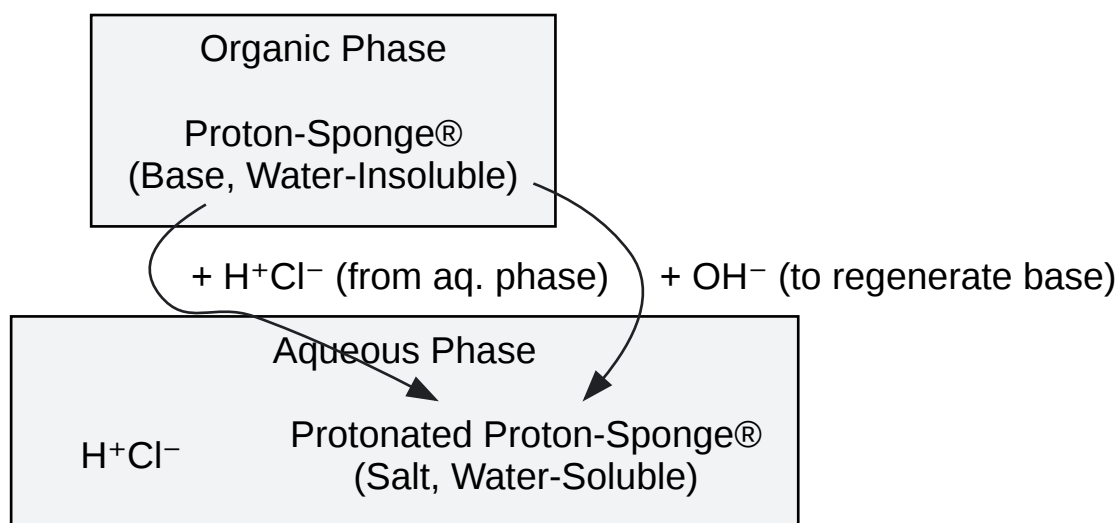 Organic Phase
Proton-Sponge®
(Base, Water-Insoluble)
+ H⁺Cl⁻ (from aq. phase)
+ OH⁻ (to regenerate base)
Aqueous Phase
H⁺Cl⁻
Protonated Proton-Sponge®
(Salt, Water-Soluble)